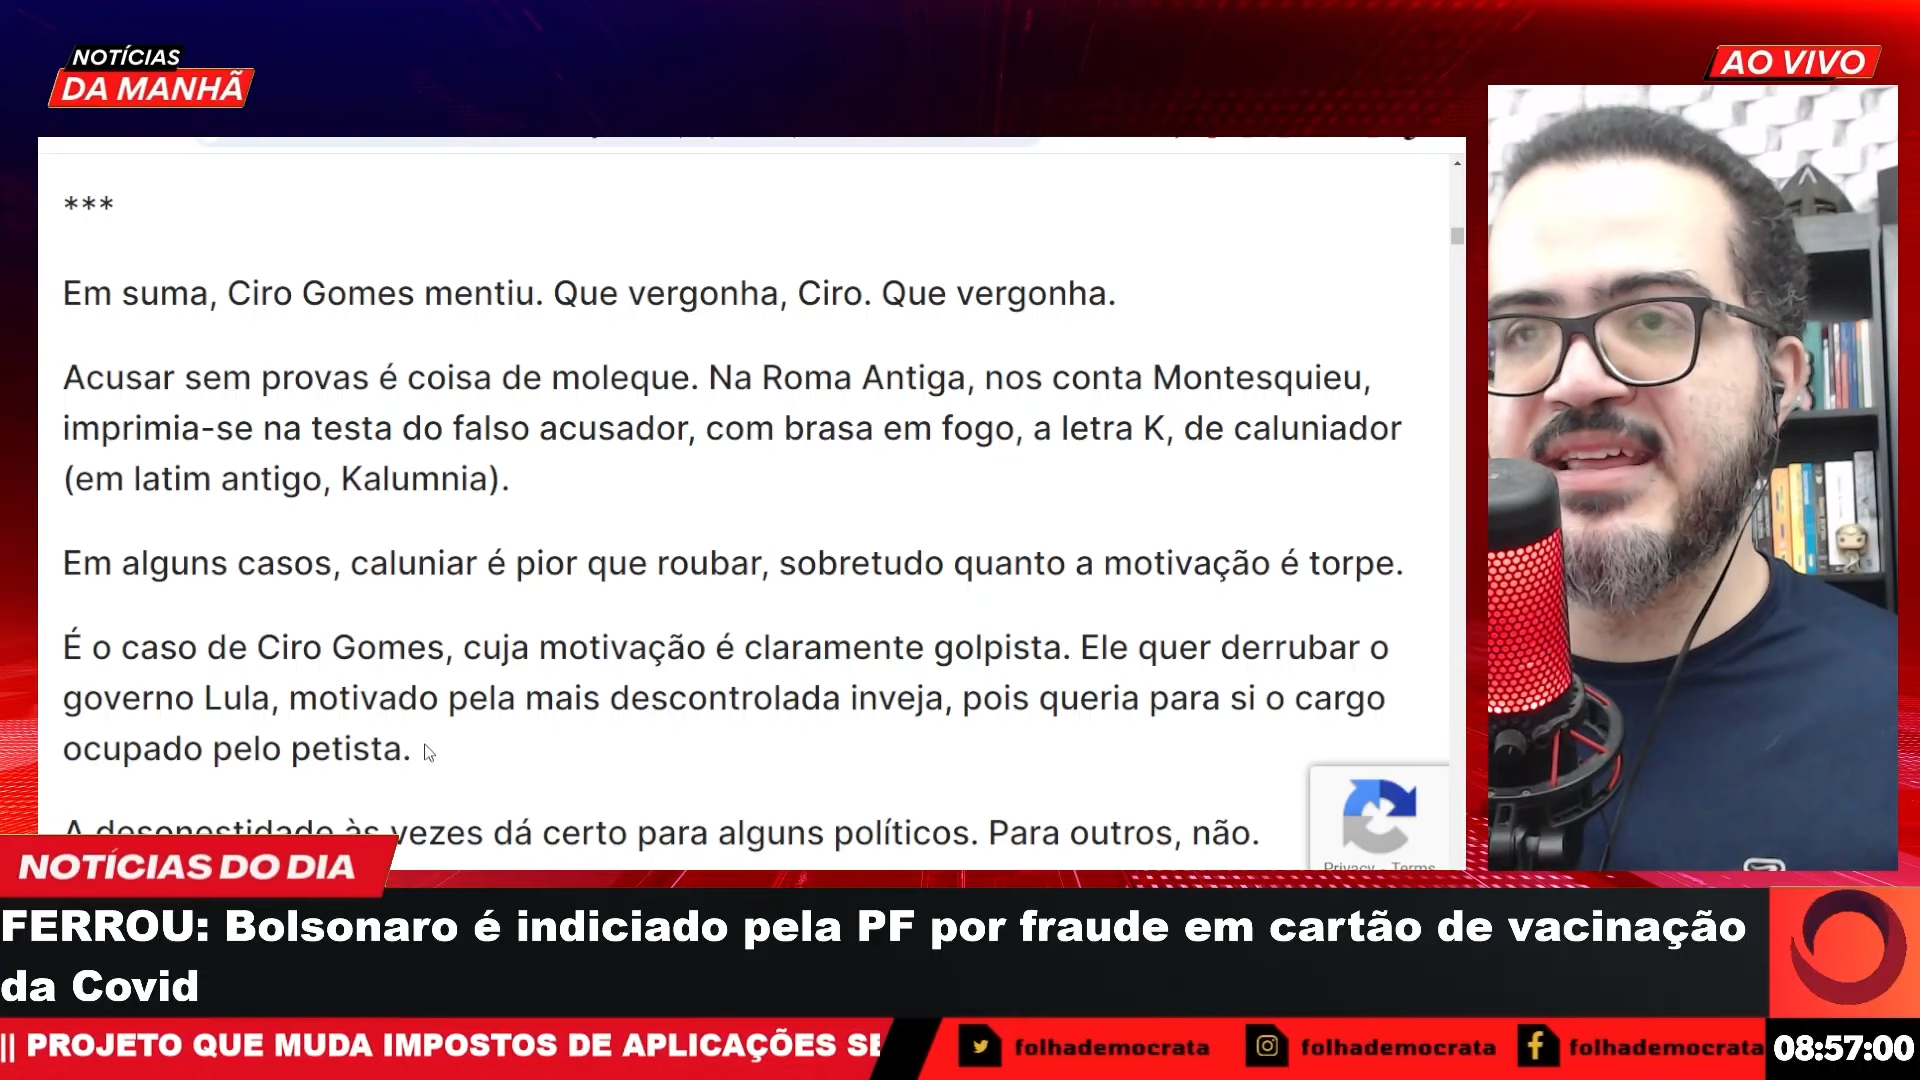 NOTÍCIAS
DA MANHÃ
AO VIVO
***
Em suma, Ciro Gomes mentiu. Que vergonha, Ciro. Que vergonha.
Acusar sem provas é coisa de moleque. Na Roma Antiga, nos conta Montesquieu,
imprimia-se na testa do falso acusador, com brasa em fogo, a letra K, de caluniador
(em latim antigo, Kalumnia).
Em alguns casos, caluniar é pior que roubar, sobretudo quanto a motivação é torpe.
É o caso de Ciro Gomes, cuja motivação é claramente golpista. Ele quer derrubar o
governo Lula, motivado pela mais descontrolada inveja, pois queria para si o cargo
ocupado pelo petista.
A desonestidade às vezes dá certo para alguns políticos. Para outros, não.
Privacy - Terms
NOTÍCIAS DO DIA
FERROU: Bolsonaro é indiciado pela PF por fraude em cartão de vacinação
da Covid
|| PROJETO QUE MUDA IMPOSTOS DE APLICAÇÕES SE
folhademocrata
folhademocrata
folhademocrata
08:57:00